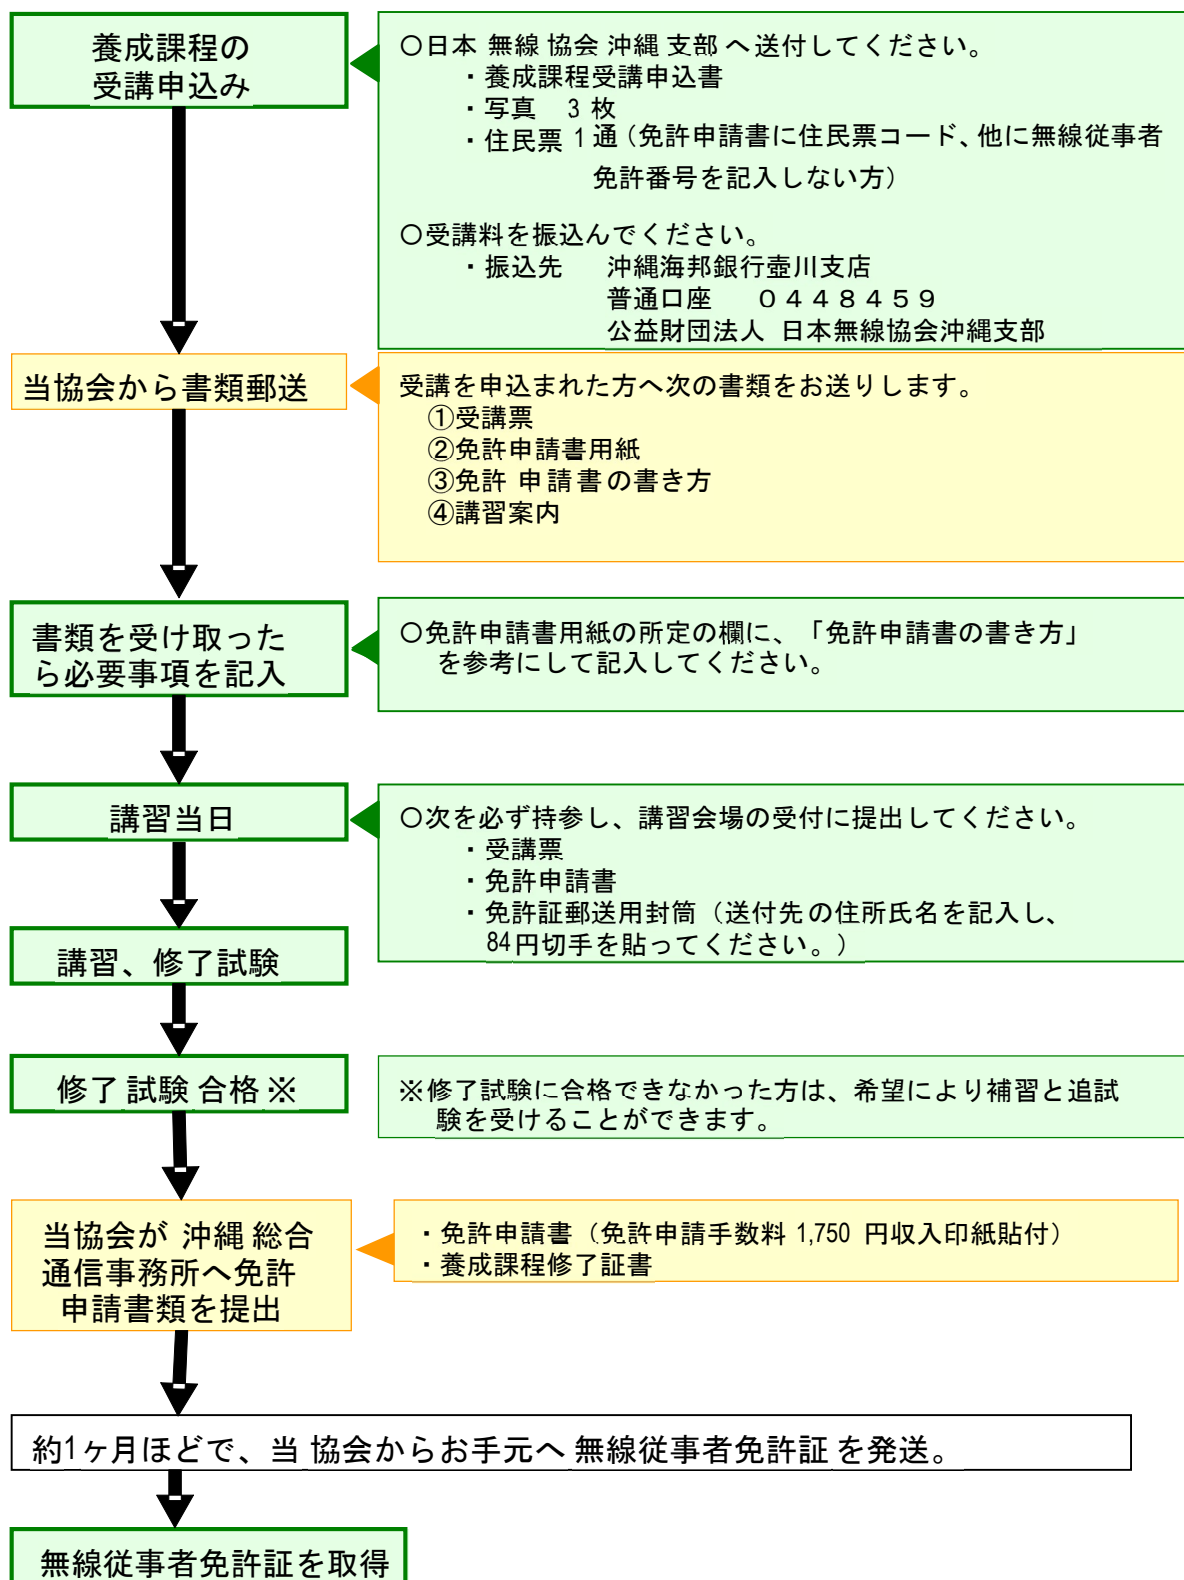 養成課程の
受講申込み
〇日本 無線 協会 沖縄 支部 へ 送付してください。
・養成課程受講申込書
・写真 3 枚
・住民票 1 通（免許申請書に住民票コード、他に無線従事者
免許番号を記入しない方）
〇受講料を振込んでください。
・振込先 沖縄海邦銀行壺川支店
普通口座 ０４４８４５９
公益財団法人 日本無線協会沖縄支部
当協会から書類郵送
受講を申込まれた方へ次の書類をお送りします。
①受講票
②免許申請書用紙
③免許 申請書の書き方
④講習案内
書類を受け取った
ら必要事項を記入
〇免許申請書用紙の所定の欄に、「免許申請書の書き方」
を参考にして記入してください。
講習当日
〇次を必ず持参し、講習会場の受付に提出してください。
・受講票
・免許申請書
・免許証郵送用封筒（送付先の住所氏名を記入し、
84円切手を貼ってください。）
講習、修了試験
修了 試験 合格 ※
※修了試験に合格できなかった方は、希望により補習と追試
験を受けることができます。
当協会が 沖縄 総合
通信事務所へ免許
申請書類を提出
・免許申請書（免許申請手数料 1,750 円収入印紙貼付）
・養成課程修了証書
約1ヶ月ほどで、当 協会からお手元へ 無線従事者免許証 を発送。
無線従事者免許証を取得